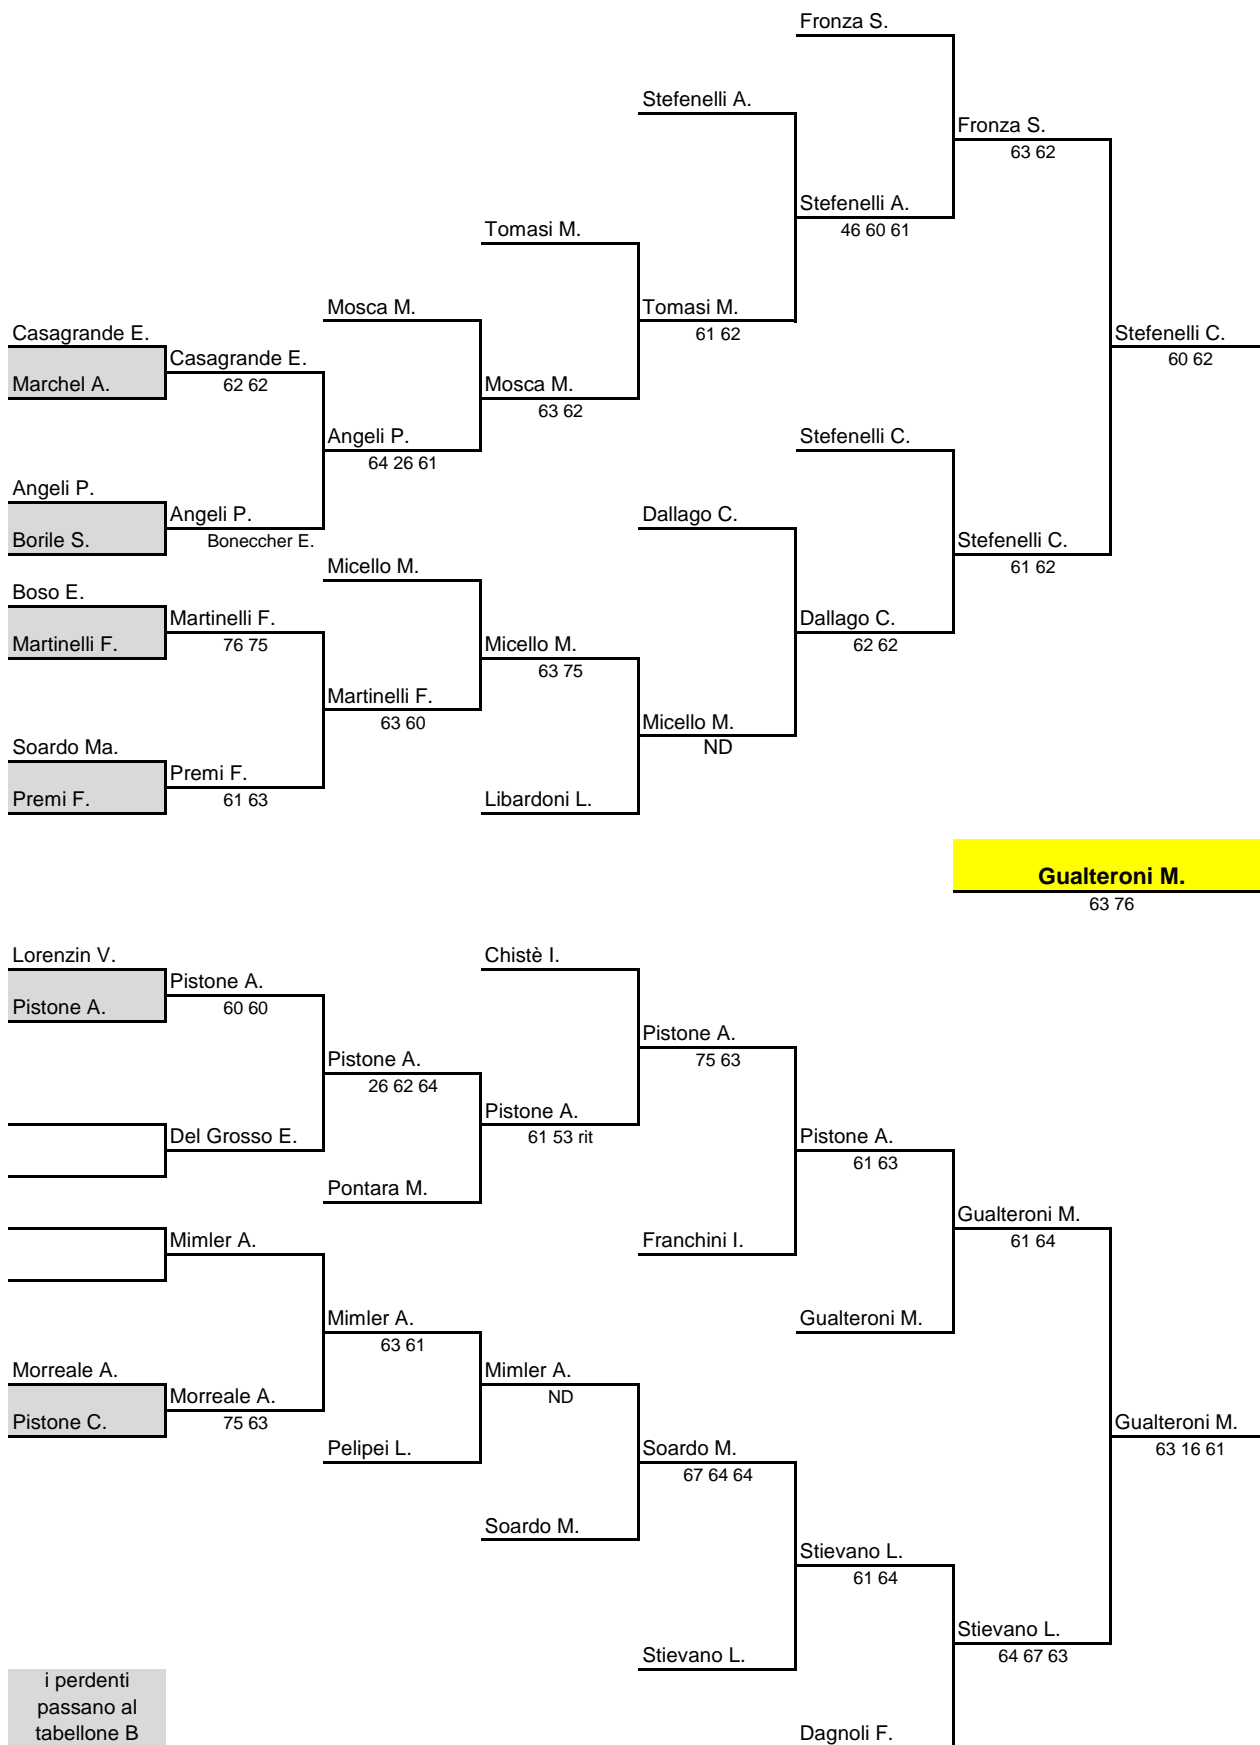 Fronza S.
Stefenelli A.
Fronza S.
63 62
Stefenelli A.
46 60 61
Tomasi M.
Mosca M.
Tomasi M.
61 62
Casagrande E.
Stefenelli C.
60 62
Casagrande E.
62 62
Marchel A.
Mosca M.
63 62
Angeli P.
64 26 61
Stefenelli C.
Angeli P.
Angeli P.
Boneccher E.
Dallago C.
Borile S.
Stefenelli C.
61 62
Micello M.
Boso E.
Martinelli F.
76 75
Dallago C.
62 62
Martinelli F.
Micello M.
63 75
Martinelli F.
63 60
Micello M.
ND
Soardo Ma.
Premi F.
61 63
Premi F.
Libardoni L.
Gualteroni M.
63 76
Lorenzin V.
Chistè I.
Pistone A.
60 60
Pistone A.
Pistone A.
75 63
Pistone A.
26 62 64
Pistone A.
61 53 rit
Del Grosso E.
Pistone A.
61 63
Pontara M.
Gualteroni M.
61 64
Mimler A.
Franchini I.
Mimler A.
63 61
Gualteroni M.
Morreale A.
Mimler A.
ND
Morreale A.
75 63
Pistone C.
Gualteroni M.
63 16 61
Pelipei L.
Soardo M.
67 64 64
Soardo M.
Stievano L.
61 64
Stievano L.
64 67 63
Stievano L.
i perdenti
passano al
tabellone B
Dagnoli F.